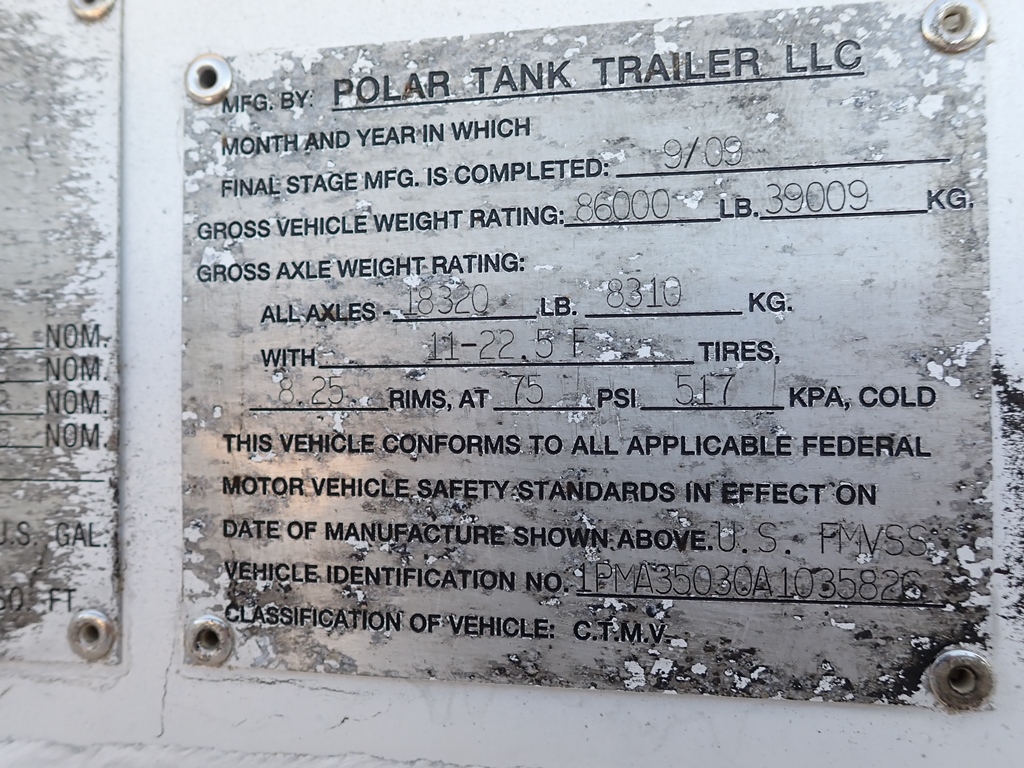 NOM.
NOM.
NOM.
NOM.
U.S. GAL.
FT
MFG. BY: POLAR TANK TRAILER LLC
MONTH AND YEAR IN WHICH
FINAL STAGE MFG. IS COMPLETED: 9/09
GROSS VEHICLE WEIGHT RATING: 86000 LB. 39009 KG.
GROSS AXLE WEIGHT RATING:
ALL AXLES - 18320 LB. 8310 KG.
WITH 11-22.5 F TIRES,
8.25 RIMS, AT 75 PSI 517 KPA, COLD
THIS VEHICLE CONFORMS TO ALL APPLICABLE FEDERAL
MOTOR VEHICLE SAFETY STANDARDS IN EFFECT ON
DATE OF MANUFACTURE SHOWN ABOVE. U.S. FMVSS
VEHICLE IDENTIFICATION NO. 1PMA35030A1035826
CLASSIFICATION OF VEHICLE: C.T.M.V.